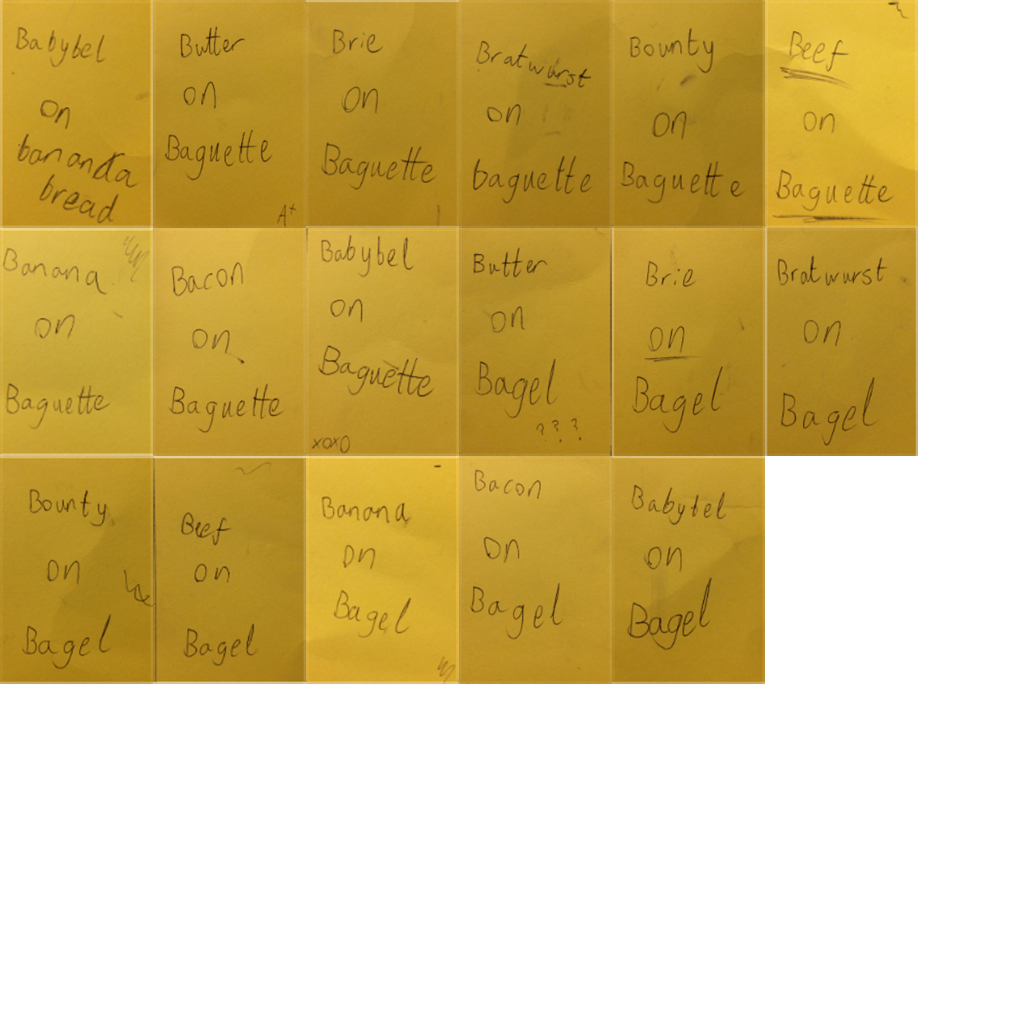 Babybel
on
bananda
bread
Butter
on
Baguette
A+
Brie
on
Baguette
Bratwurst
on
baguette
Bounty
on
Baguette
Beef
on
Baguette
Banana
on
Baguette
Bacon
on
Baguette
Babybel
on
Baguette
xoxo
Butter
on
Bagel
???
Brie
on
Bagel
Bratwurst
on
Bagel
Bounty
on
Bagel
Beef
on
Bagel
Banana
on
Bagel
Bacon
on
Bagel
Babybel
on
Bagel